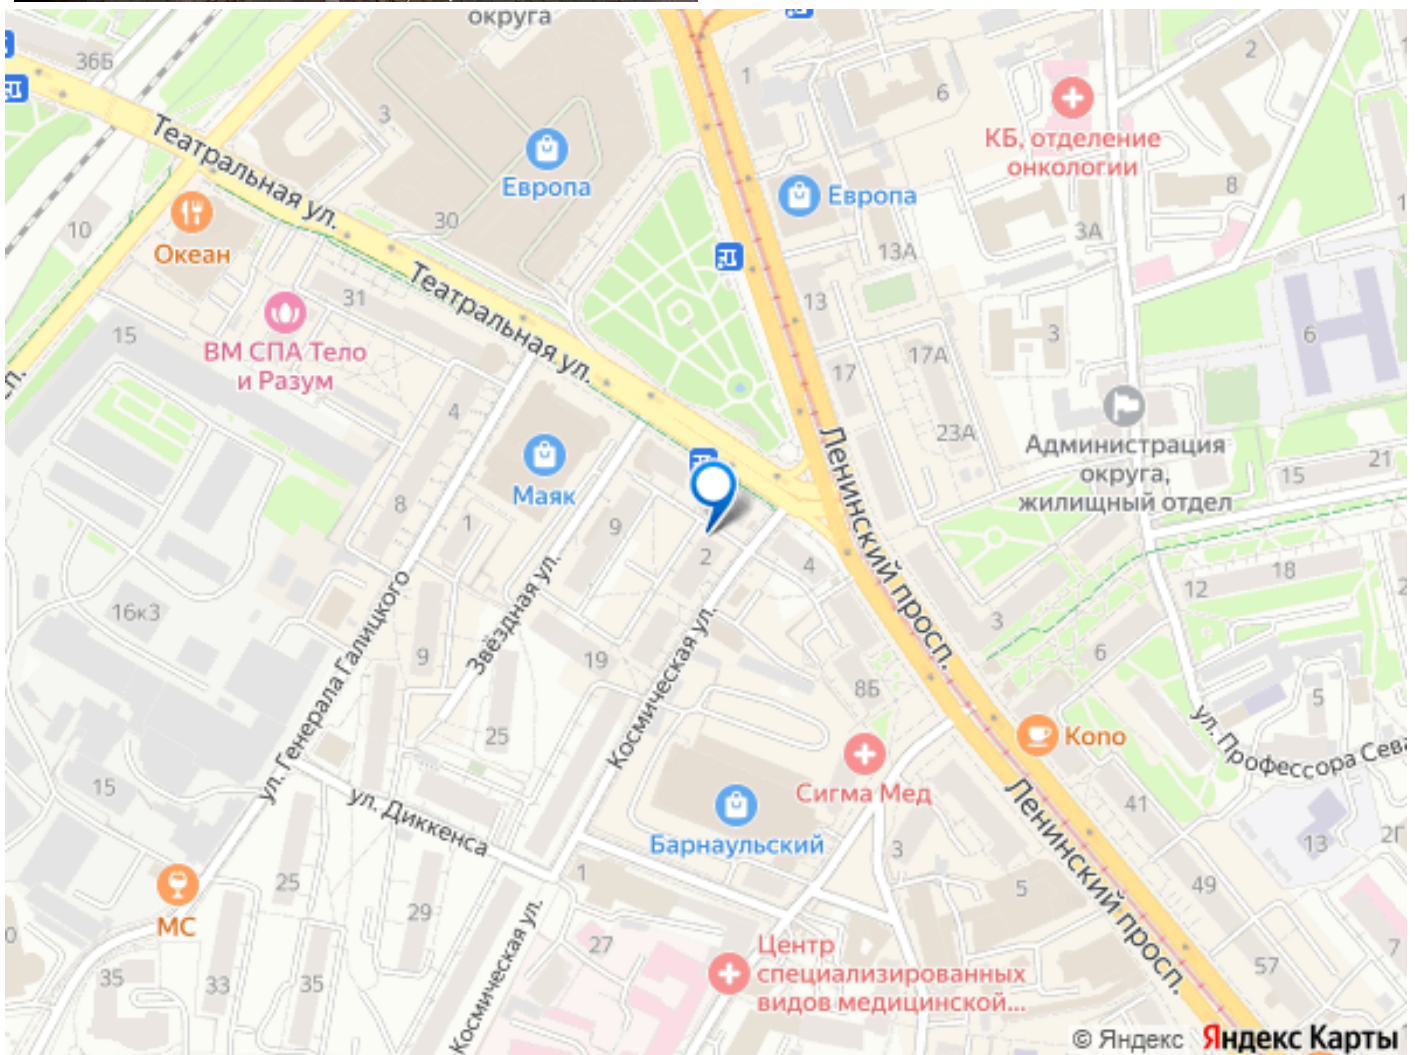 округа
36Б
2
1
6
3
КБ, отделение
онкологии
Театральная ул.
Европа
Европа
8
30
10
3А
13А
Океан
Театральная ул.
31
13
15
3
6
ВМ СПА Тело
и Разум
17А
17
4
23А
Ленинский просп.
Администрация
округа,
жилищный отдел
21
15
Маяк
8
1
9
2
4
18
12
16к3
Звёздная ул.
ул. Генерала Галицкого
Космическая ул.
3
9
19
6
8Б
5
25
Коno
ул. Профессора Сева
15
Сигма Мед
Ленинский просп.
41
ул. Диккенса
Барнаульский
13
2Г
3
1
25
5
49
МС
29
27
7
Космическая ул.
Центр
специализированных
видов медицинской...
57
35
33
35
© Яндекс Яндекс Карты